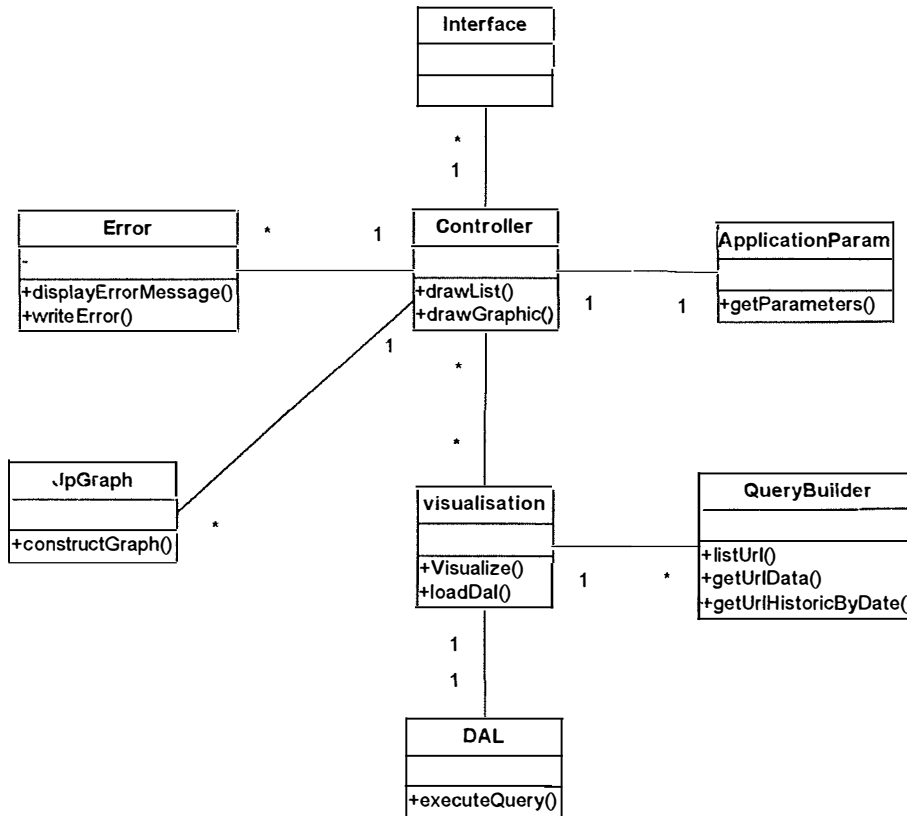 Interface
*
1
Error
-
+displayErrorMessage()
+writeError()
*
1
Controller
+drawList()
+drawGraphic()
1
1
ApplicationParam
+getParameters()
1
*
*
JpGraph
+constructGraph()
*
visualisation
+Visualize()
+loadDal()
1
*
QueryBuilder
+listUrl()
+getUrlData()
+getUrlHistoricByDate()
1
1
DAL
+executeQuery()